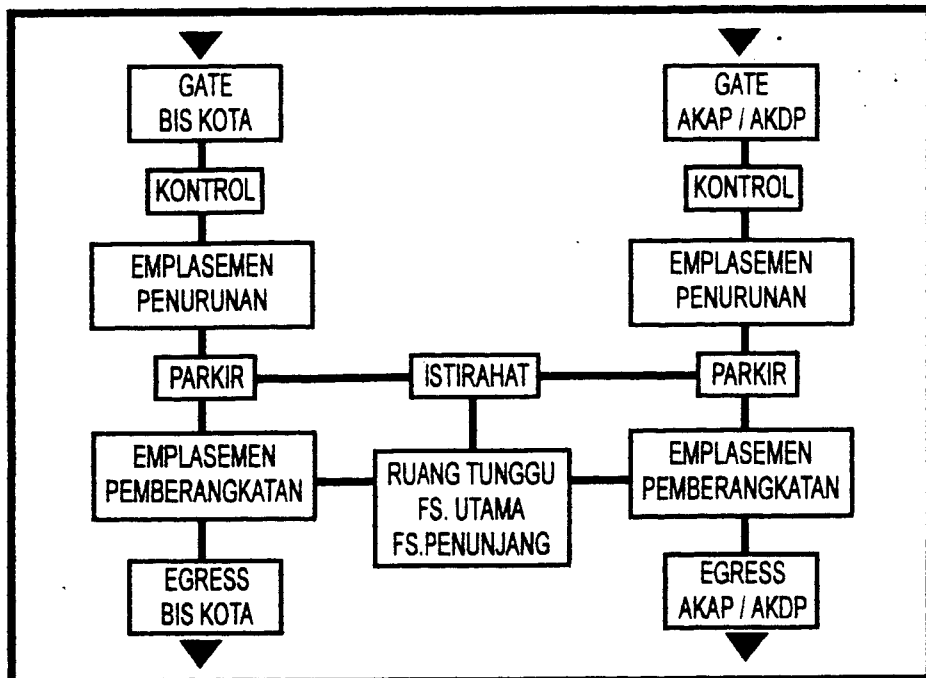 GATE
BIS KOTA
KONTROL
EMPLASEMEN
PENURUNAN
PARKIR
EMPLASEMEN
PEMBERANGKATAN
EGRESS
BIS KOTA
ISTIRAHAT
RUANG TUNGGU
FS. UTAMA
FS.PENUNJANG
GATE
AKAP / AKDP
KONTROL
EMPLASEMEN
PENURUNAN
PARKIR
EMPLASEMEN
PEMBERANGKATAN
EGRESS
AKAP / AKDP